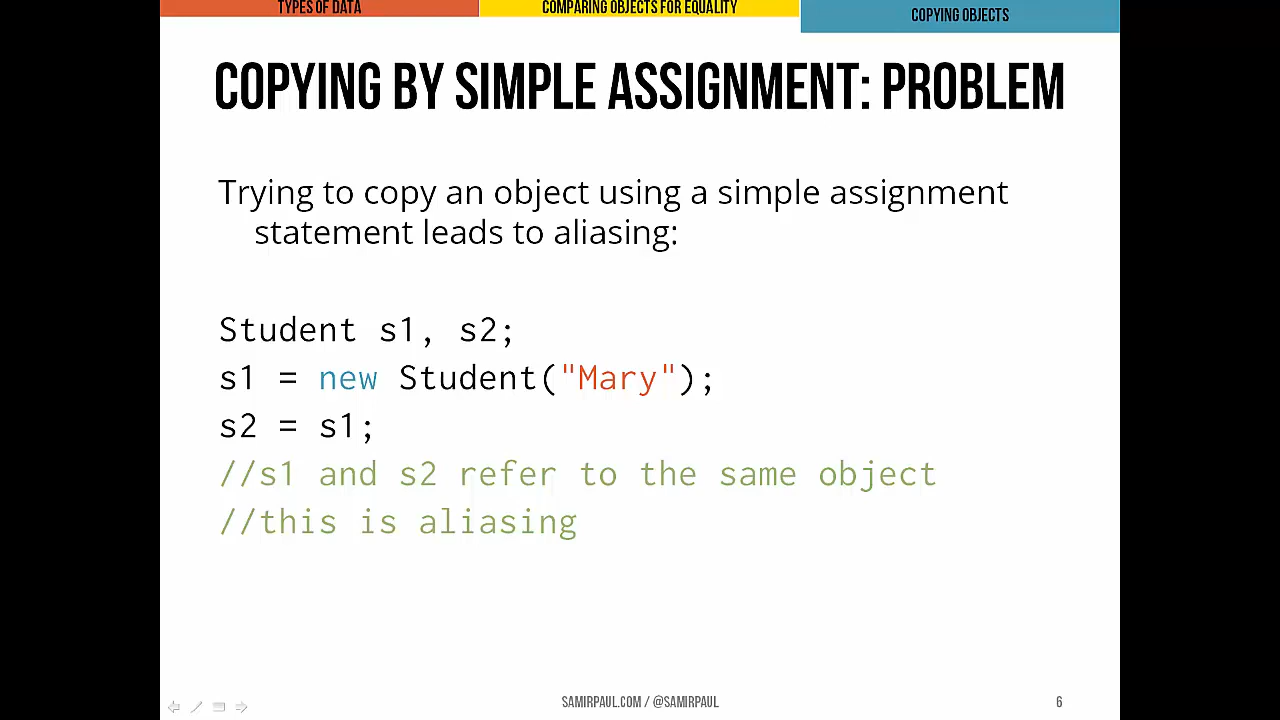 TYPES OF DATA
COMPARING OBJECTS FOR EQUALITY
COPYING OBJECTS
COPYING BY SIMPLE ASSIGNMENT: PROBLEM
Trying to copy an object using a simple assignment
statement leads to aliasing:
Student s1, s2;
s1 = new Student("Mary");
s2 = s1;
//s1 and s2 refer to the same object
//this is aliasing
SAMIRPAUL.COM / @SAMIRPAUL
6